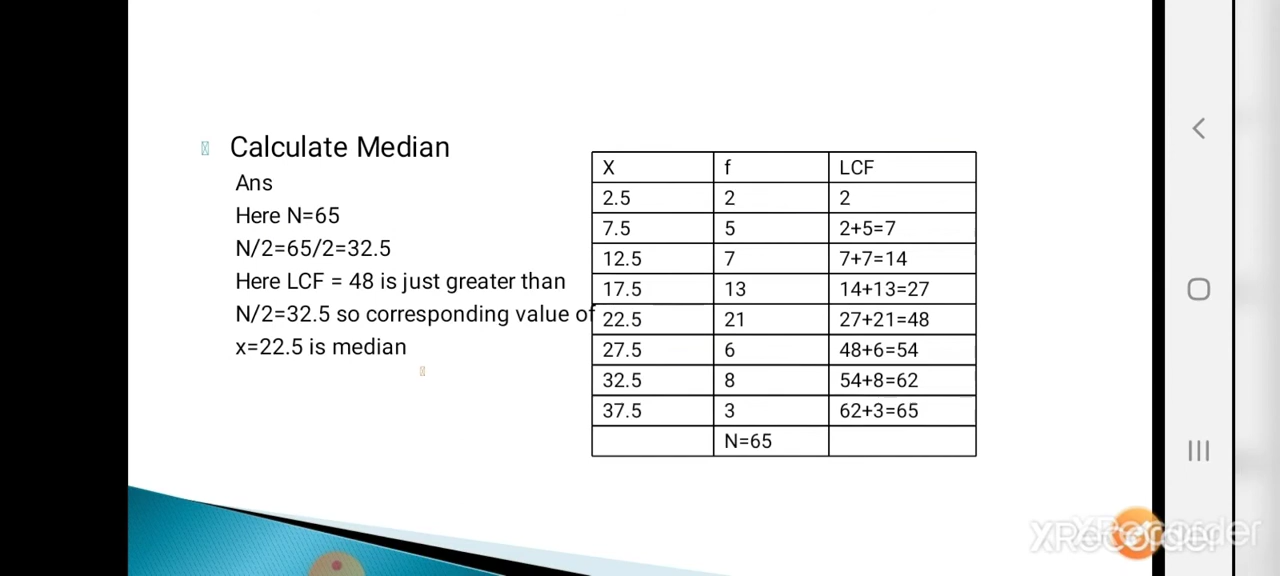 Calculate Median
Ans
Here N=65
N/2=65/2=32.5
Here LCF = 48 is just greater than
N/2=32.5 so corresponding value of
x=22.5 is median
X f LCF
2.5 2 2
7.5 5 2+5=7
12.5 7 7+7=14
17.5 13 14+13=27
22.5 21 27+21=48
27.5 6 48+6=54
32.5 8 54+8=62
37.5 3 62+3=65
N=65
XRecorder